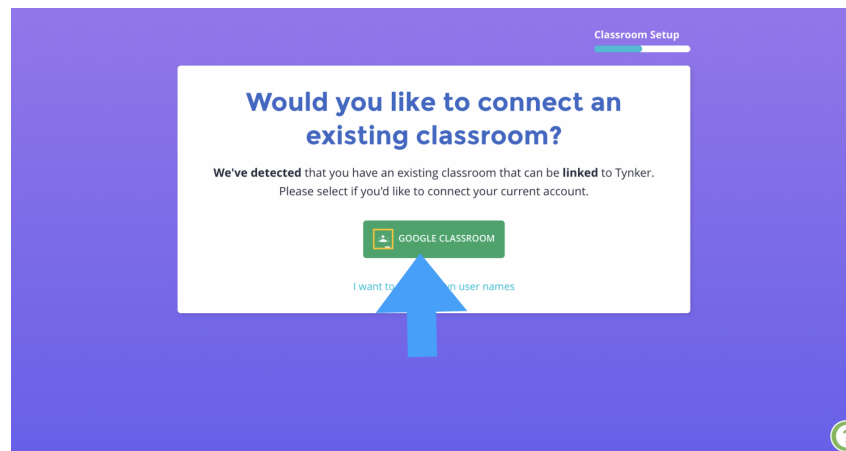 Classroom Setup
Would you like to connect an
existing classroom?
We've detected that you have an existing classroom that can be linked to Tynker.
Please select if you'd like to connect your current account.
GOOGLE CLASSROOM
I want to user names